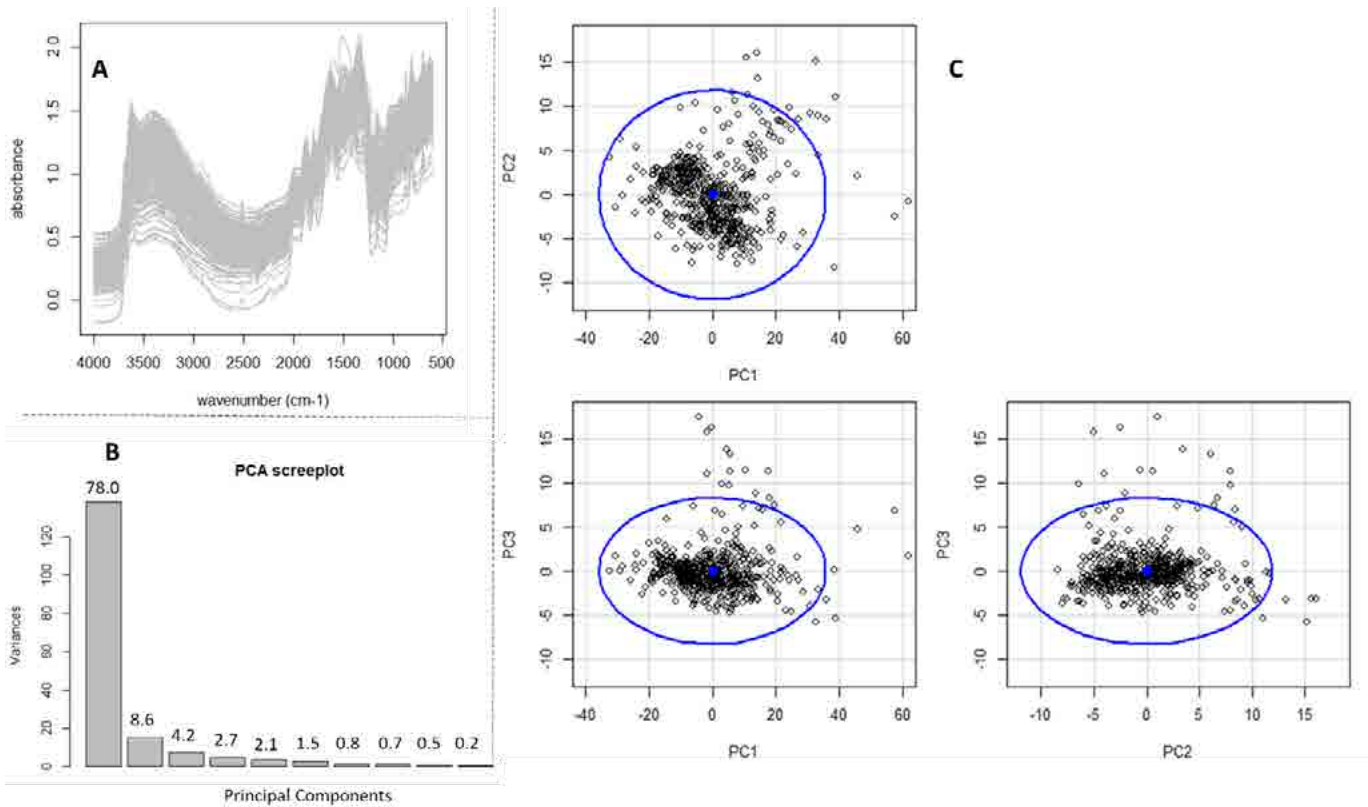 A
absorbance
2.0
1.5
1.0
0.5
0.0
4000 3500 3000 2500 2000 1500 1000 500
wavenumber (cm-1)
B
PCA screeplot
Variances
120
100
80
60
40
20
0
78.0
8.6 4.2 2.7 2.1 1.5 0.8 0.7 0.5 0.2
Principal Components
C
PC2
15
10
5
0
-5
-10
-40 -20 0 20 40 60
PC1
PC3
15
10
5
0
-5
-10
-40 -20 0 20 40 60
PC1
PC3
15
10
5
0
-5
-10
-10 -5 0 5 10 15
PC2